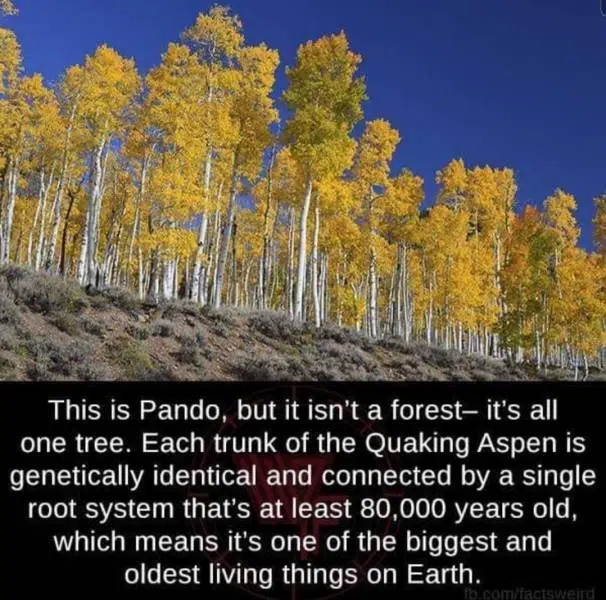 This is Pando, but it isn't a forest– it's all
one tree. Each trunk of the Quaking Aspen is
genetically identical and connected by a single
root system that's at least 80,000 years old,
which means it's one of the biggest and
oldest living things on Earth.
fb.com/factsweird